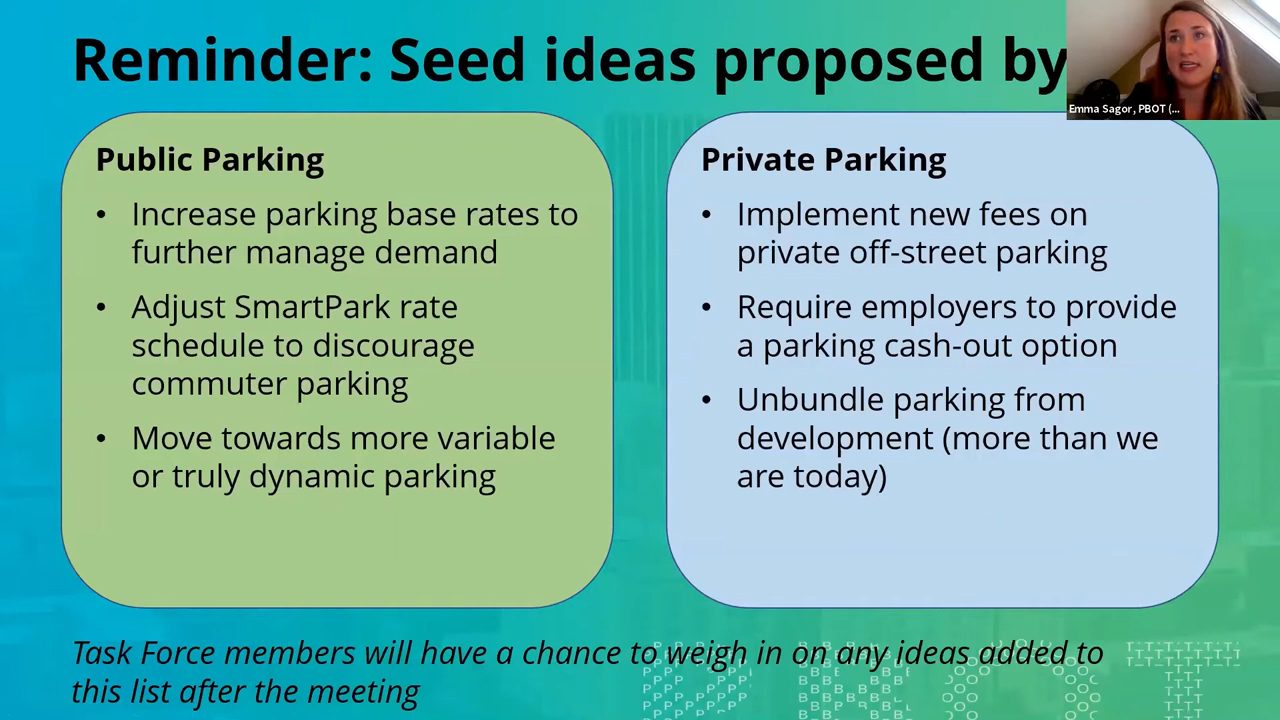 Reminder: Seed ideas proposed by
Emma Sagor, PBOT (...
Public Parking
• Increase parking base rates to
further manage demand
• Adjust SmartPark rate
schedule to discourage
commuter parking
• Move towards more variable
or truly dynamic parking
Private Parking
• Implement new fees on
private off-street parking
• Require employers to provide
a parking cash-out option
• Unbundle parking from
development (more than we
are today)
Task Force members will have a chance to weigh in on any ideas added to
this list after the meeting
PBOT